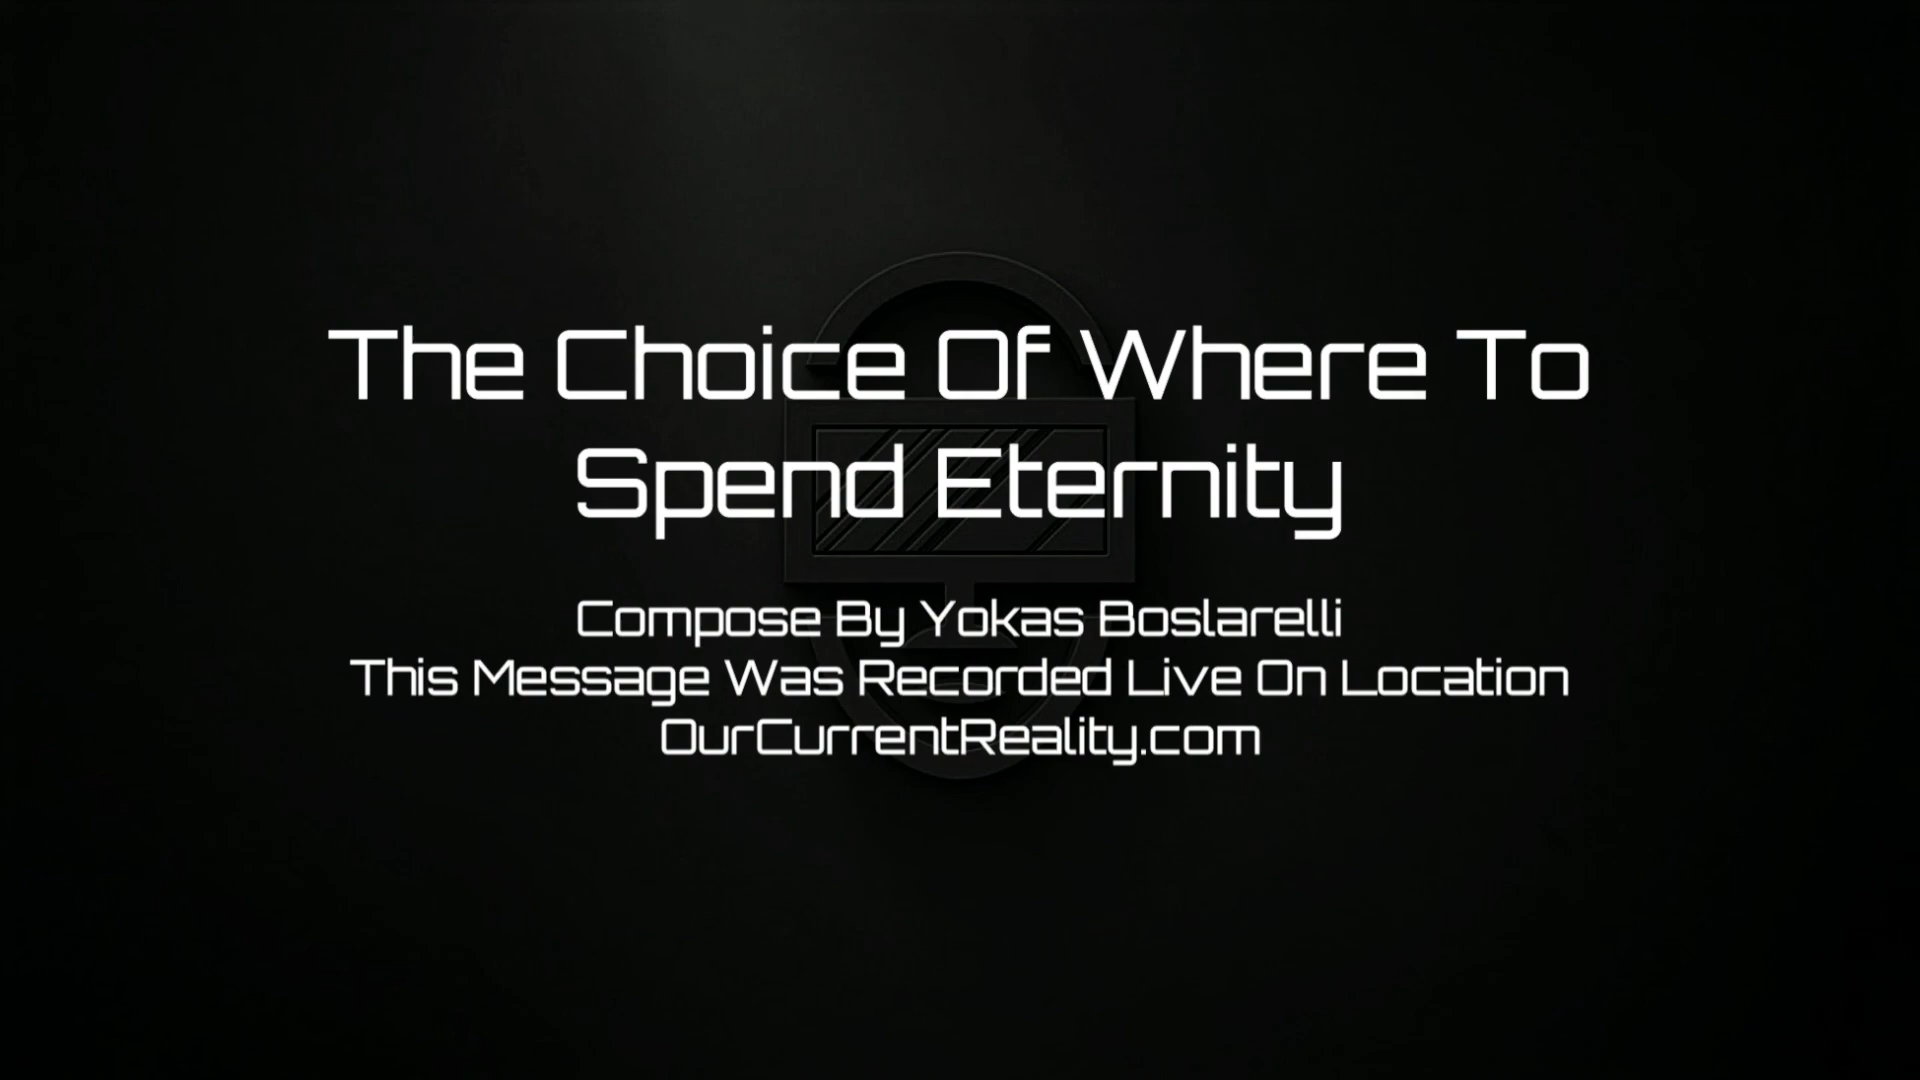 The Choice Of Where To
Spend Eternity
Compose By Yokas Boslarelli
This Message Was Recorded Live On Location
OurCurrentReality.com